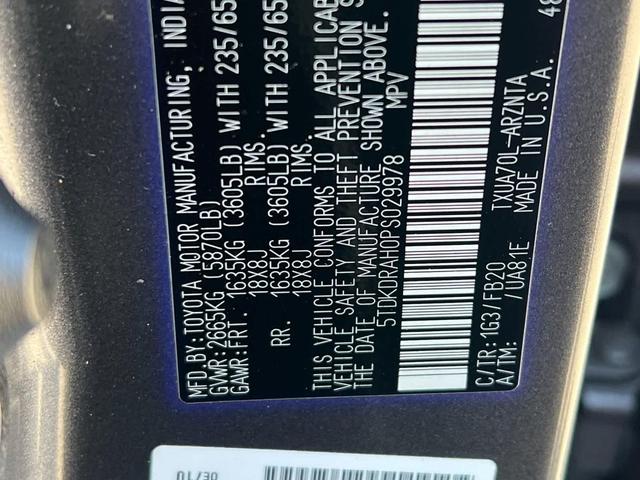 MFD. BY:TOYOTA MOTOR MANUFACTURING, INDIA
GVWR:2665KG (5870LB)
GAWR:FRT. 1635KG (3605LB) WITH 235/65
18X8J RIMS.
RR. 1635KG (3605LB) WITH 235/65
18X8J RIMS.
THIS VEHICLE CONFORMS TO ALL APPLICAB
VEHICLE SAFETY AND THEFT PREVENTION S
THE DATE OF MANUFACTURE SHOWN ABOVE.
5TDKDRAH0PS029978 MPV
C/TR:1G3/FB20 TXUA70L-ARZNTA
A/TM: /UA81E MADE IN U.S.A.
48